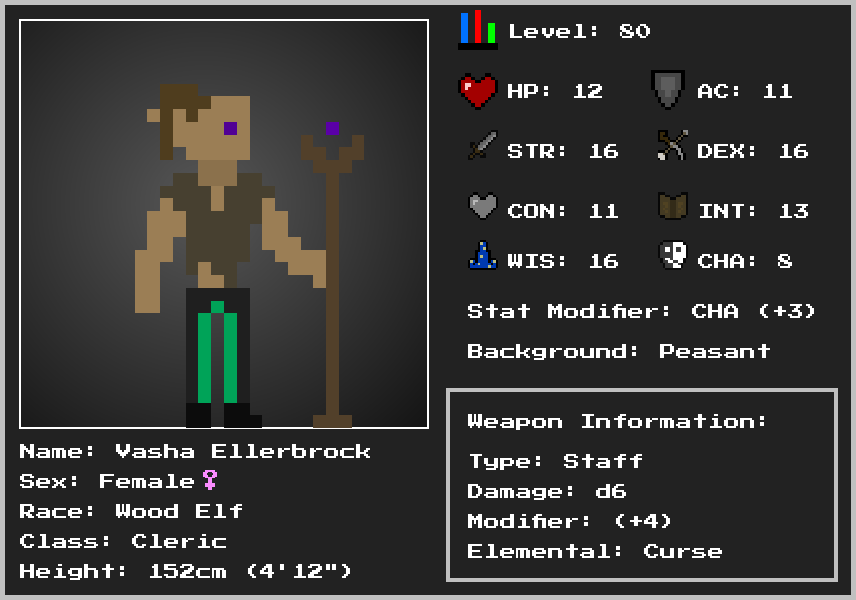 Level: 80
HP: 12
AC: 11
STR: 16
DEX: 16
CON: 11
INT: 13
WIS: 16
CHA: 8
Stat Modifier: CHA (+3)
Background: Peasant
Weapon Information:
Type: Staff
Damage: d6
Modifier: (+4)
Elemental: Curse
Name: Vasha Ellerbrock
Sex: Female♀
Race: Wood Elf
Class: Cleric
Height: 152cm (4'12")